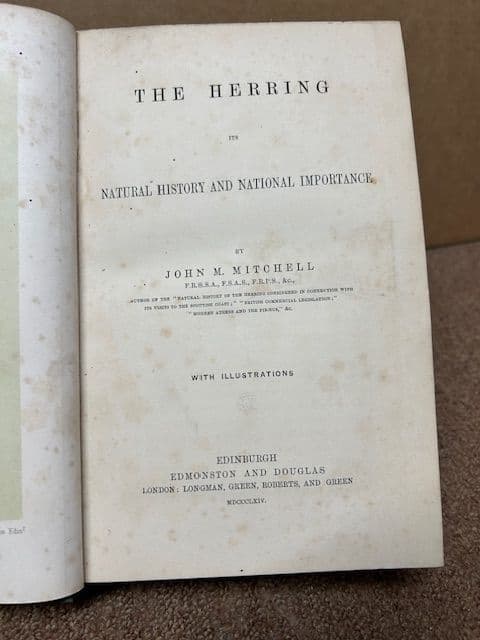 THE HERRING
ITS
NATURAL HISTORY AND NATIONAL IMPORTANCE
BY
JOHN M. MITCHELL
F.R.S.S.A., F.S.A.S., F.R.P.S., &c.,
AUTHOR OF THE "NATURAL HISTORY OF THE HERRING CONSIDERED IN CONNECTION WITH
ITS VISITS TO THE SCOTTISH COAST;" "BRITISH COMMERCIAL LEGISLATION;"
"MODERN ATHENS AND THE PIRÆUS," &c.
WITH ILLUSTRATIONS
EDINBURGH
EDMONSTON AND DOUGLAS
LONDON: LONGMAN, GREEN, ROBERTS, AND GREEN
MDCCCLXIV.
Edinr